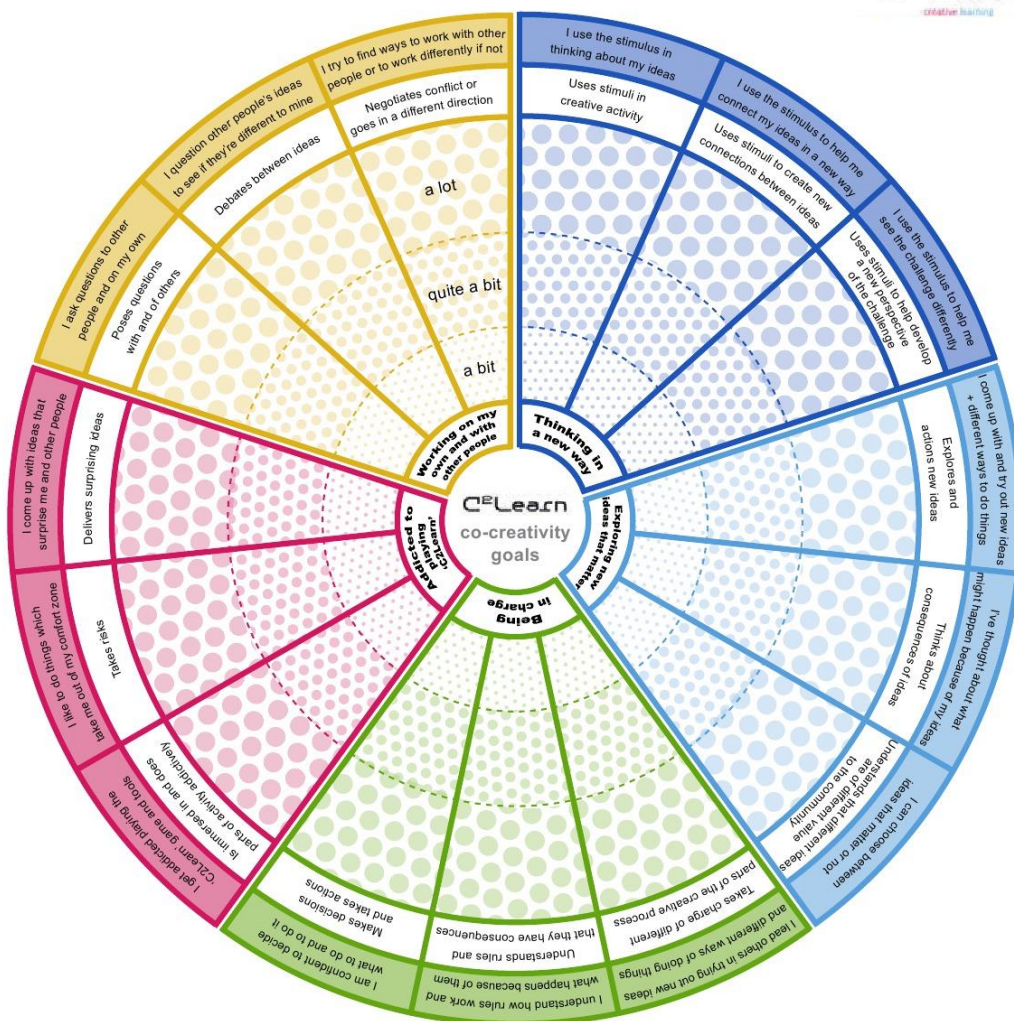 creative learning
I try to find ways to work with other
people or to work differently if not
Negotiates conflict or
goes in a different direction
I question other people's ideas
to see if they're different to mine
Debates between ideas
I ask questions to other
people and on my own
Poses questions
with and of others
a lot
quite a bit
a bit
Working on my
own and with
other people
I use the stimulus in
thinking about my ideas
Uses stimuli in
creative activity
I use the stimulus to help me
connect my ideas in a new way
Uses stimuli to create new
connections between ideas
I use the stimulus to help me
see the challenge differently
Uses stimuli to help develop
a new perspective
of the challenge
Thinking in
a new way
I come up with and try out new ideas
+ different ways to do things
Explores and
actions new ideas
I've thought about what
might happen because of my ideas
Thinks about
consequences of ideas
I can choose between
ideas that matter or not
Understands that different ideas
are of different value
to the community
Exploring new
ideas that matter
I lead others in trying out new ideas
and different ways of doing things
Takes charge of different
parts of the creative process
I understand how rules work and
what happens because of them
Understands rules and
that they have consequences
I am confident to decide
what to do and to do it
Makes decisions
and takes actions
Being
in charge
I get addicted playing the
'C2Learn' game and tools
Is immersed in and does
parts of activity addictively
I like to do things which
take me out of my comfort zone
Takes risks
I come up with ideas that
surprise me and other people
Delivers surprising ideas
Addicted to
playing
'C2Learn'
C2Learn
co-creativity
goals